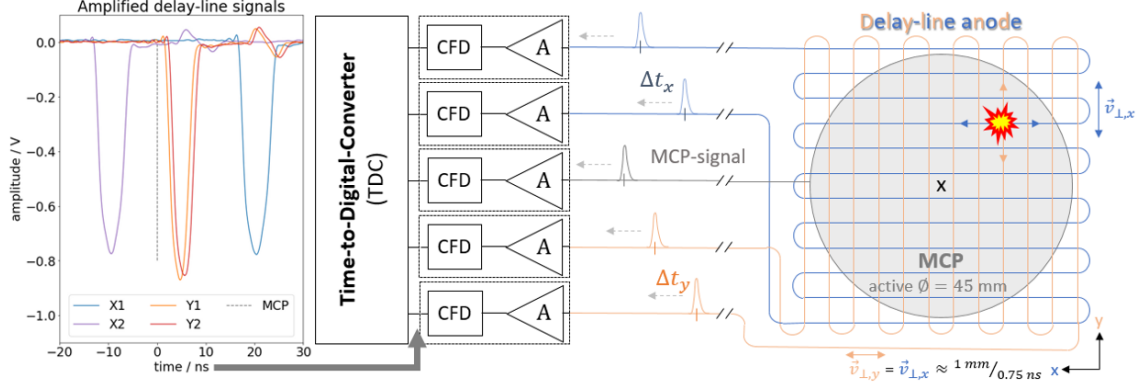 Amplified delay-line signals
0.0
−0.2
−0.4
−0.6
−0.8
−1.0
amplitude / V
X1
X2
Y1
Y2
MCP
−20
−10
0
10
20
30
time / ns
Time-to-Digital-Converter
(TDC)
CFD
A
CFD
A
CFD
A
CFD
A
CFD
A
Δtₓ
MCP-signal
Δt_y
Delay-line anode
v⃗⊥,x
x
MCP
active Ø = 45 mm
v⃗⊥,y = v⃗⊥,x ≈ 1 mm/0.75 ns
y
x